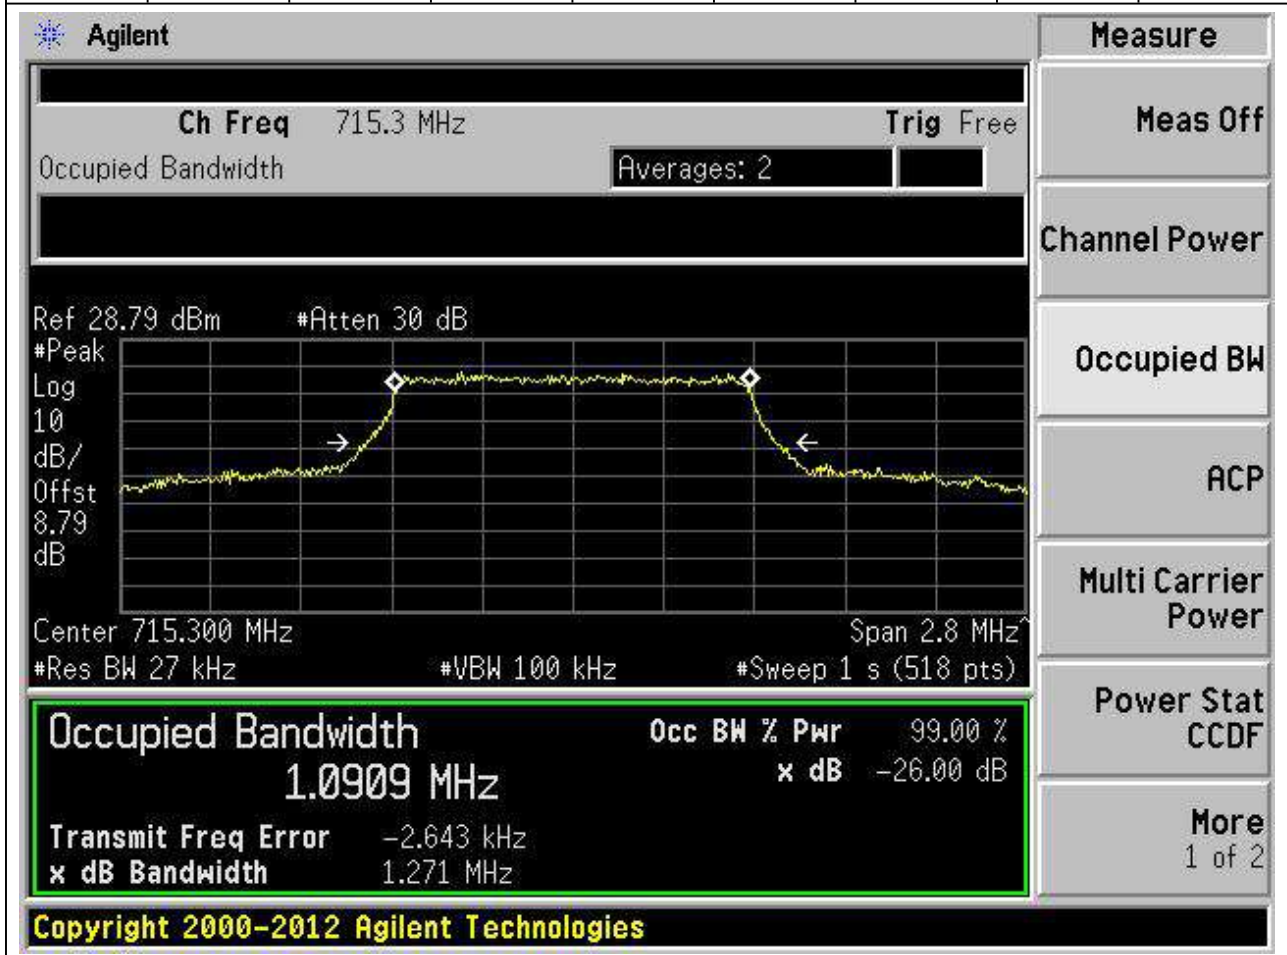 Agilent
Measure
Ch Freq 715.3 MHz Trig Free
Occupied Bandwidth Averages: 2
Meas Off
Channel Power
Occupied BW
ACP
Multi Carrier
Power
Power Stat
CCDF
More
1 of 2
Ref 28.79 dBm #Atten 30 dB
#Peak
Log
10
dB/
Offst
8.79
dB
Center 715.300 MHz Span 2.8 MHz^
#Res BW 27 kHz #VBW 100 kHz #Sweep 1 s (518 pts)
Occupied Bandwidth Occ BW % Pwr 99.00 %
1.0909 MHz x dB -26.00 dB
Transmit Freq Error -2.643 kHz
x dB Bandwidth 1.271 MHz
Copyright 2000-2012 Agilent Technologies